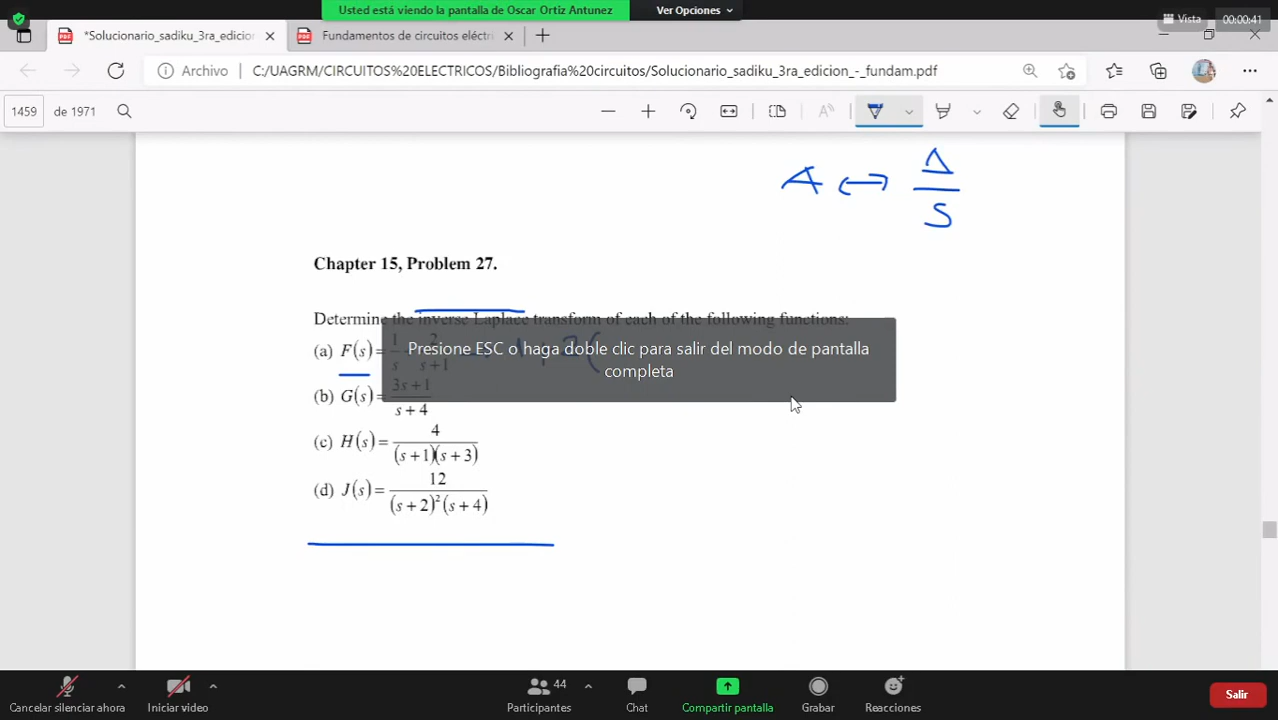 Usted está viendo la pantalla de Oscar Ortiz Antunez Ver Opciones
Vista 00:00:41
*Solucionario_sadiku_3ra_edicion Fundamentos de circuitos eléctri
Archivo C:/UAGRM/CIRCUITOS%20ELECTRICOS/Bibliografia%20circuitos/Solucionario_sadiku_3ra_edicion_-_fundam.pdf
1459 de 1971
A ↔ A/S
Chapter 15, Problem 27.
Determine the inverse Laplace transform of each of the following functions:
(a) F(s) = 1/s 2/(s+1)
Presione ESC o haga doble clic para salir del modo de pantalla
completa
(b) G(s) = (3s+1)/(s+4)
(c) H(s) = 4/((s+1)(s+3))
(d) J(s) = 12/((s+2)²(s+4))
Cancelar silenciar ahora Iniciar video 44 Participantes Chat Compartir pantalla Grabar Reacciones Salir